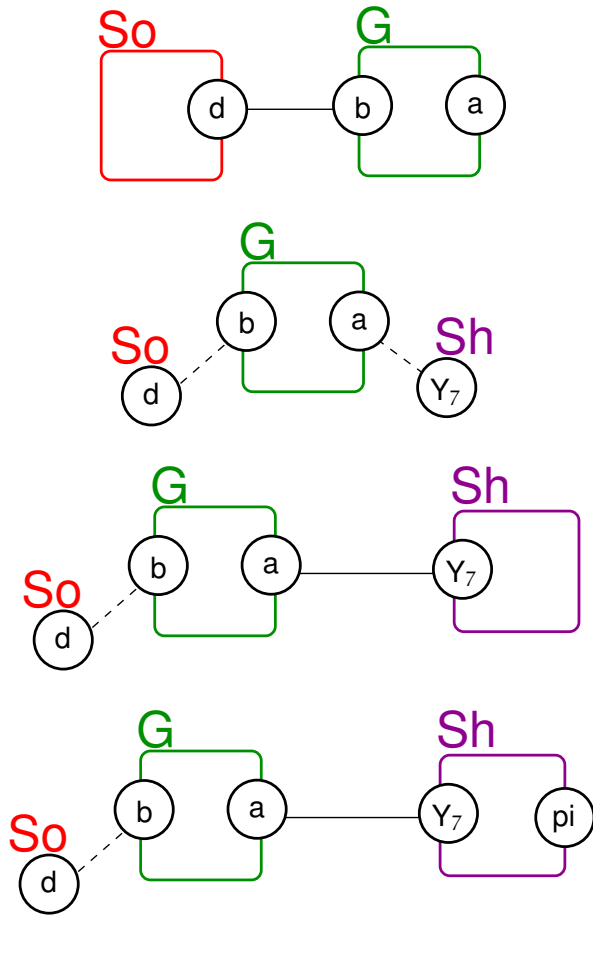 So G
d b a
G
So b a Sh
d Y₇
G Sh
So b a Y₇
d
G Sh
So b a Y₇ pi
d